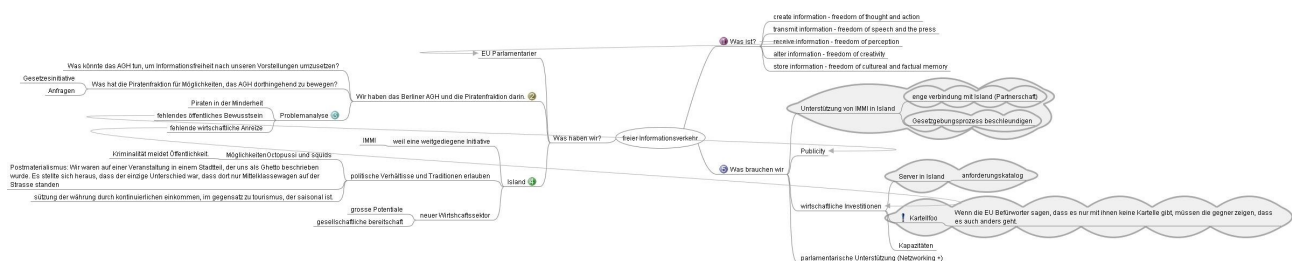 create information - freedom of thought and action
transmit information - freedom of speech and the press
Was ist?
receive information - freedom of perception
alter information - freedom of creativity
store information - freedom of cultureal and factual memory
EU Parlamentarier
Was könnte das AGH tun, um Informationsfreiheit nach unseren Vorstellungen umzusetzen?
Gesetzesinitiative
Was hat die Piratenfraktion für Möglichkeiten, das AGH dorthingehend zu bewegen?
Anfragen
Wir haben das Berliner AGH und die Piratenfraktion darin.
Piraten in der Minderheit
fehlendes öffentliches Bewusstsein
Problemanalyse
fehlende wirtschaftliche Anreize
Was haben wir?
freier Informationsverkehr
IMMI
weil eine weitgediegene Initiative
Kriminalität meidet Öffentlichkeit.
MöglichkeitenOctopussi und squids
Postmaterialismus: Wir waren auf einer Veranstaltung in einem Stadtteil, der uns als Ghetto beschrieben
wurde. Es stellte sich heraus, dass der einzige Unterschied war, dass dort nur Mittelklassewagen auf der
Strasse standen
politische Verhältisse und Traditionen erlauben
Island
sützung der währung durch kontinuierlichen einkommen, im gegensatz zu tourismus, der saisonal ist.
grosse Potentiale
neuer Wirtshcaftssektor
gesellschaftliche bereitschaft
Was brauchen wir
Unterstützung von IMMI in Island
enge verbindung mit Island (Partnerschaft)
Gesetzgebungsprozess beschleundigen
Publicity
wirtschaftliche Investitionen
Server in Island
anforderungskatalog
Kartellfoo
Wenn die EU Befürworter sagen, dass es nur mit ihnen keine Kartelle gibt, müssen die gegner zeigen, dass
es auch anders geht.
Kapazitäten
parlamentarische Unterstützung (Netzworking +)